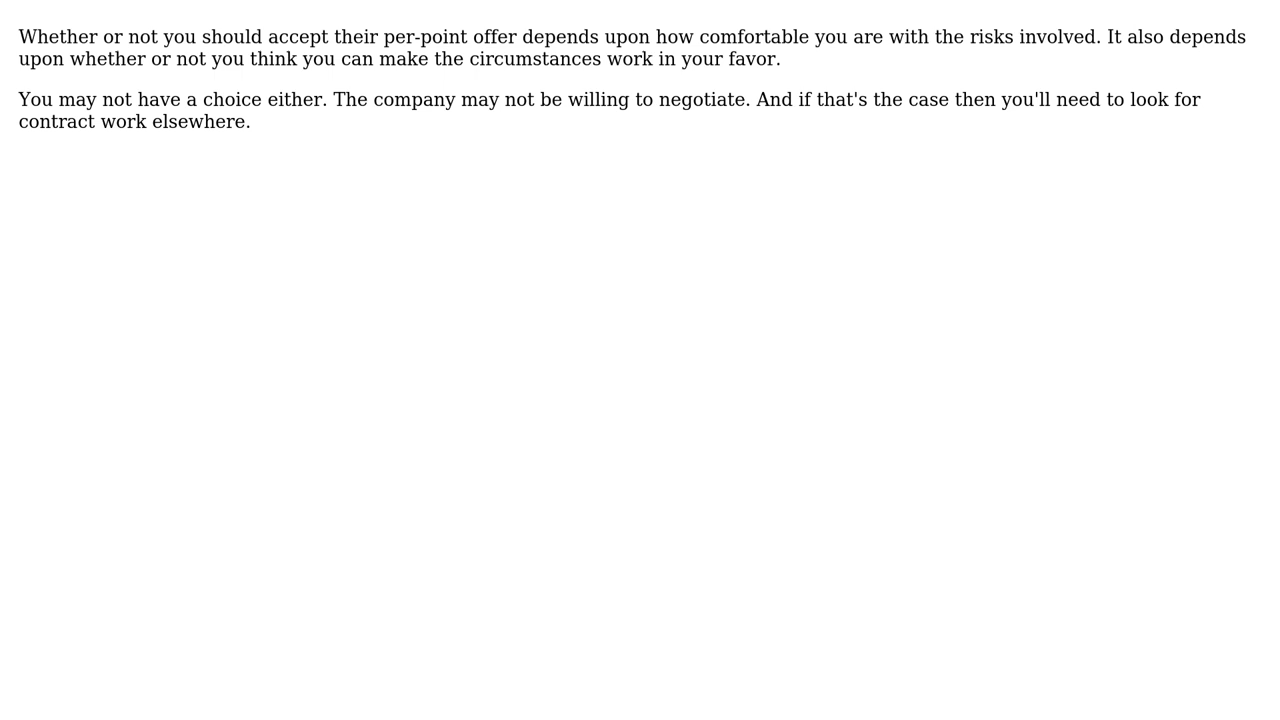 Whether or not you should accept their per-point offer depends upon how comfortable you are with the risks involved. It also depends
upon whether or not you think you can make the circumstances work in your favor.
You may not have a choice either. The company may not be willing to negotiate. And if that's the case then you'll need to look for
contract work elsewhere.